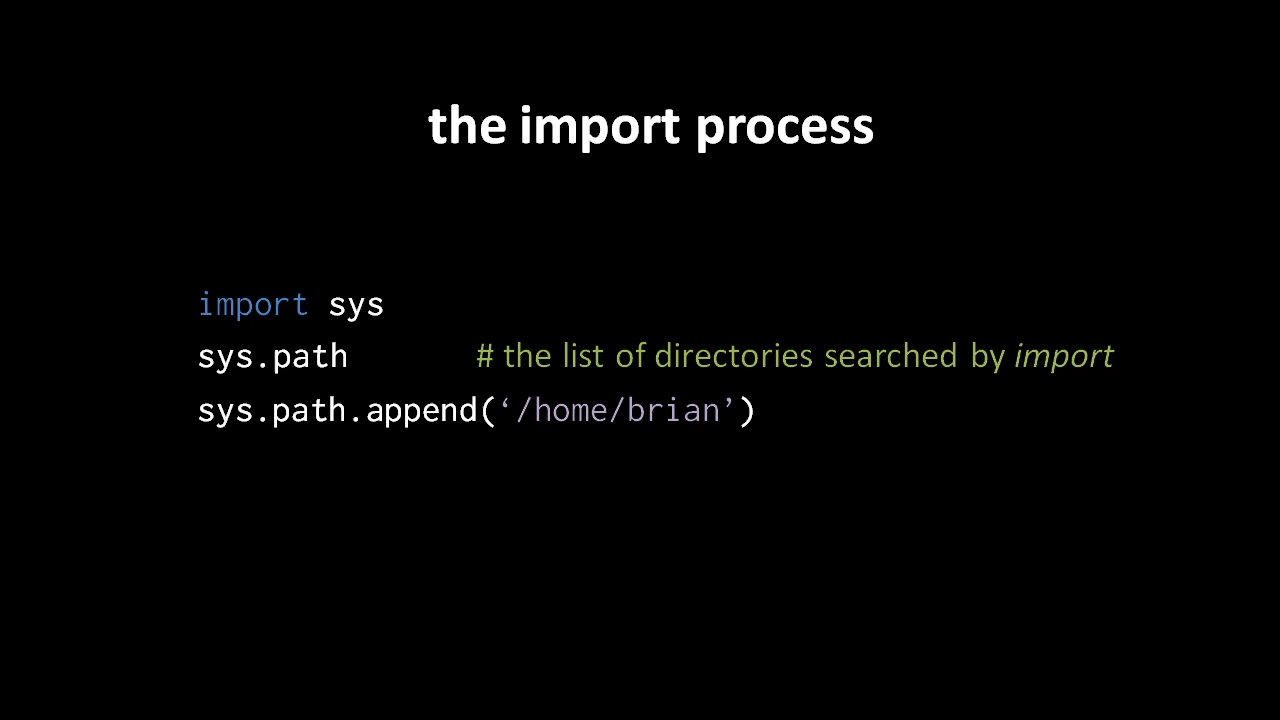 the import process
import sys
sys.path # the list of directories searched by import
sys.path.append(‘/home/brian’)